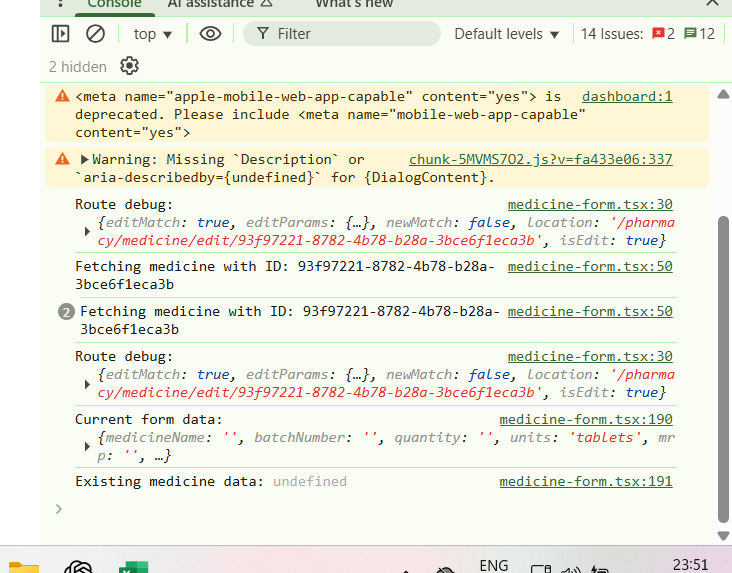 Console AI assistance What's new
top Filter Default levels 14 Issues: 2 12
2 hidden
<meta name="apple-mobile-web-app-capable" content="yes"> is dashboard:1
deprecated. Please include <meta name="mobile-web-app-capable"
content="yes">
Warning: Missing `Description` or chunk-5MVMS7O2.js?v=fa433e06:337
`aria-describedby={undefined}` for {DialogContent}.
Route debug: medicine-form.tsx:30
{editMatch: true, editParams: {…}, newMatch: false, location: '/pharma
cy/medicine/edit/93f97221-8782-4b78-b28a-3bce6f1eca3b', isEdit: true}
Fetching medicine with ID: 93f97221-8782-4b78-b28a- medicine-form.tsx:50
3bce6f1eca3b
2 Fetching medicine with ID: 93f97221-8782-4b78-b28a- medicine-form.tsx:50
3bce6f1eca3b
Route debug: medicine-form.tsx:30
{editMatch: true, editParams: {…}, newMatch: false, location: '/pharma
cy/medicine/edit/93f97221-8782-4b78-b28a-3bce6f1eca3b', isEdit: true}
Current form data: medicine-form.tsx:190
{medicineName: '', batchNumber: '', quantity: '', units: 'tablets', mr
p: '', …}
Existing medicine data: undefined medicine-form.tsx:191
ENG
23:51